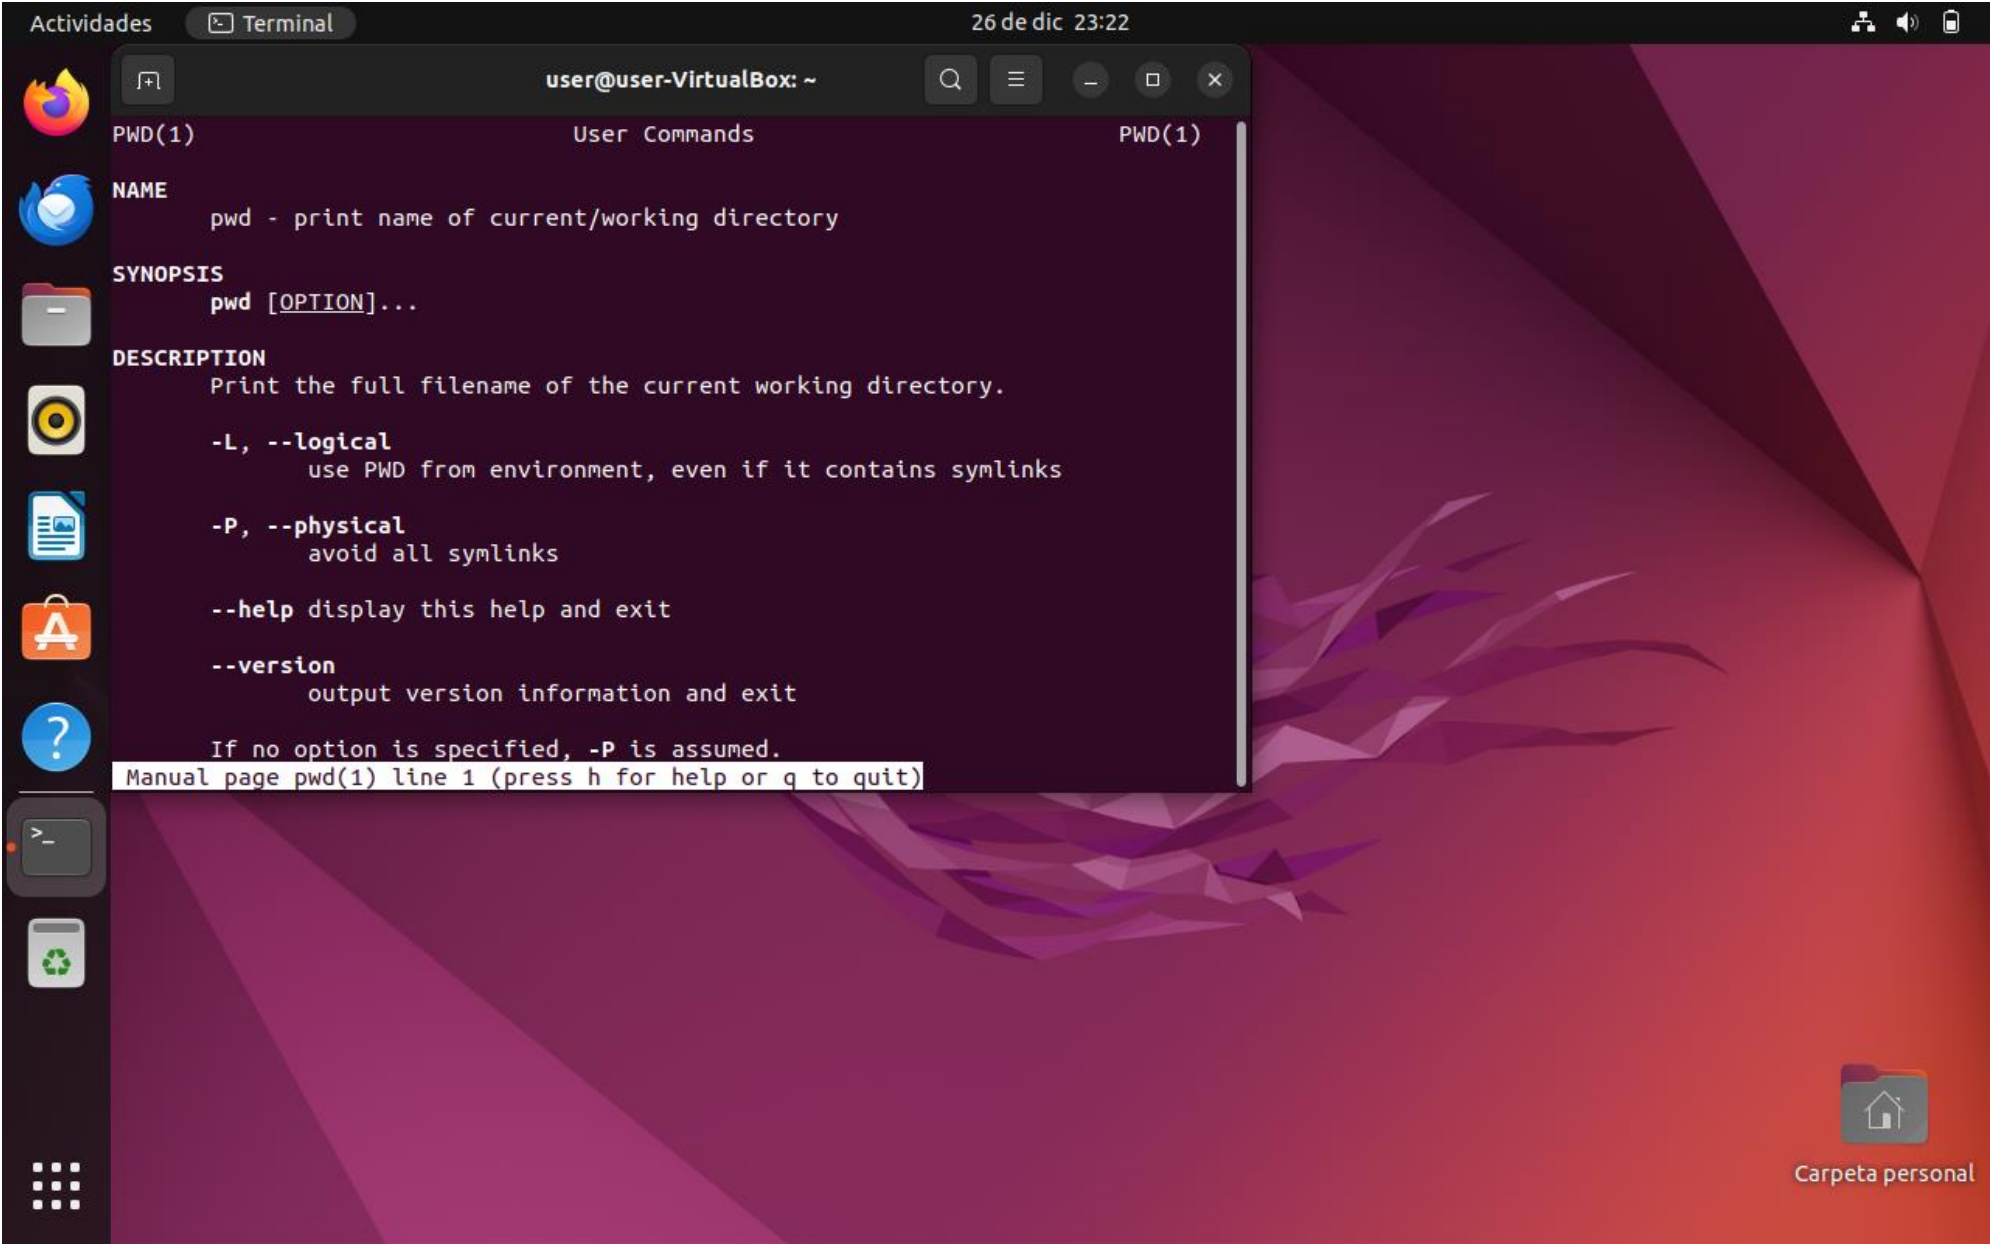 Actividades Terminal 26 de dic 23:22
user@user-VirtualBox: ~
PWD(1) User Commands PWD(1)
NAME
pwd - print name of current/working directory
SYNOPSIS
pwd [OPTION]...
DESCRIPTION
Print the full filename of the current working directory.
-L, --logical
use PWD from environment, even if it contains symlinks
-P, --physical
avoid all symlinks
--help display this help and exit
--version
output version information and exit
If no option is specified, -P is assumed.
Manual page pwd(1) line 1 (press h for help or q to quit)
Carpeta personal